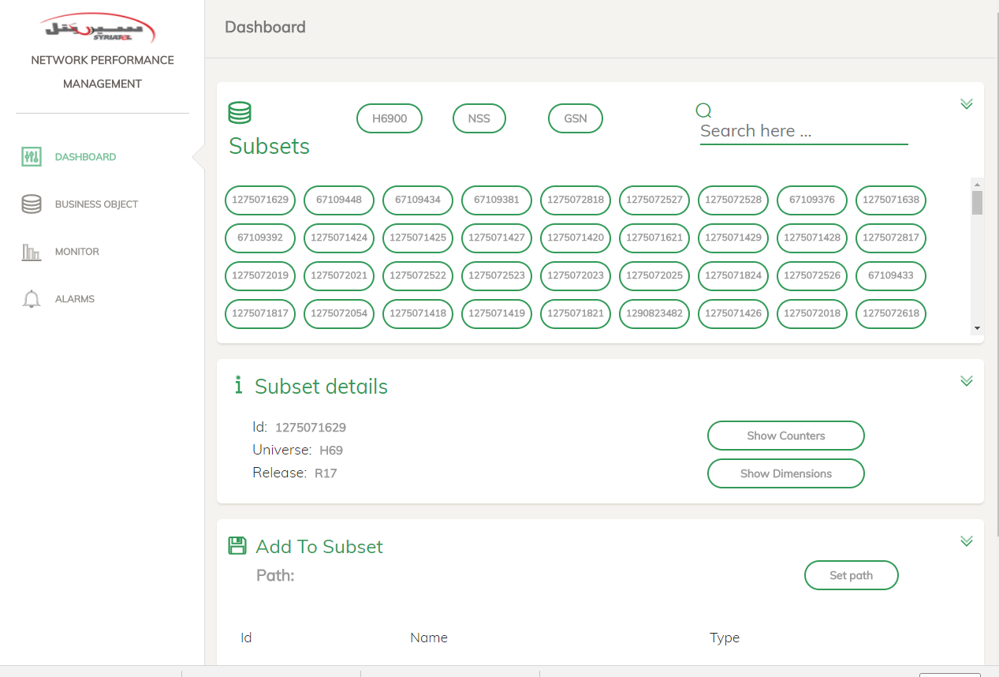 سيريتل
SYRIATEL
NETWORK PERFORMANCE
MANAGEMENT
DASHBOARD
BUSINESS OBJECT
MONITOR
ALARMS
Dashboard
Subsets
H6900 NSS GSN
Search here ...
1275071629 67109448 67109434 67109381 1275072818 1275072527 1275072528 67109376 1275071638
67109392 1275071424 1275071425 1275071427 1275071420 1275071621 1275071429 1275071428 1275072817
1275072019 1275072021 1275072522 1275072523 1275072023 1275072025 1275071824 1275072526 67109433
1275071817 1275072054 1275071418 1275071419 1275071821 1290823482 1275071426 1275072018 1275072618
Subset details
Id: 1275071629
Universe: H69
Release: R17
Show Counters
Show Dimensions
Add To Subset
Path:
Set path
Id Name Type